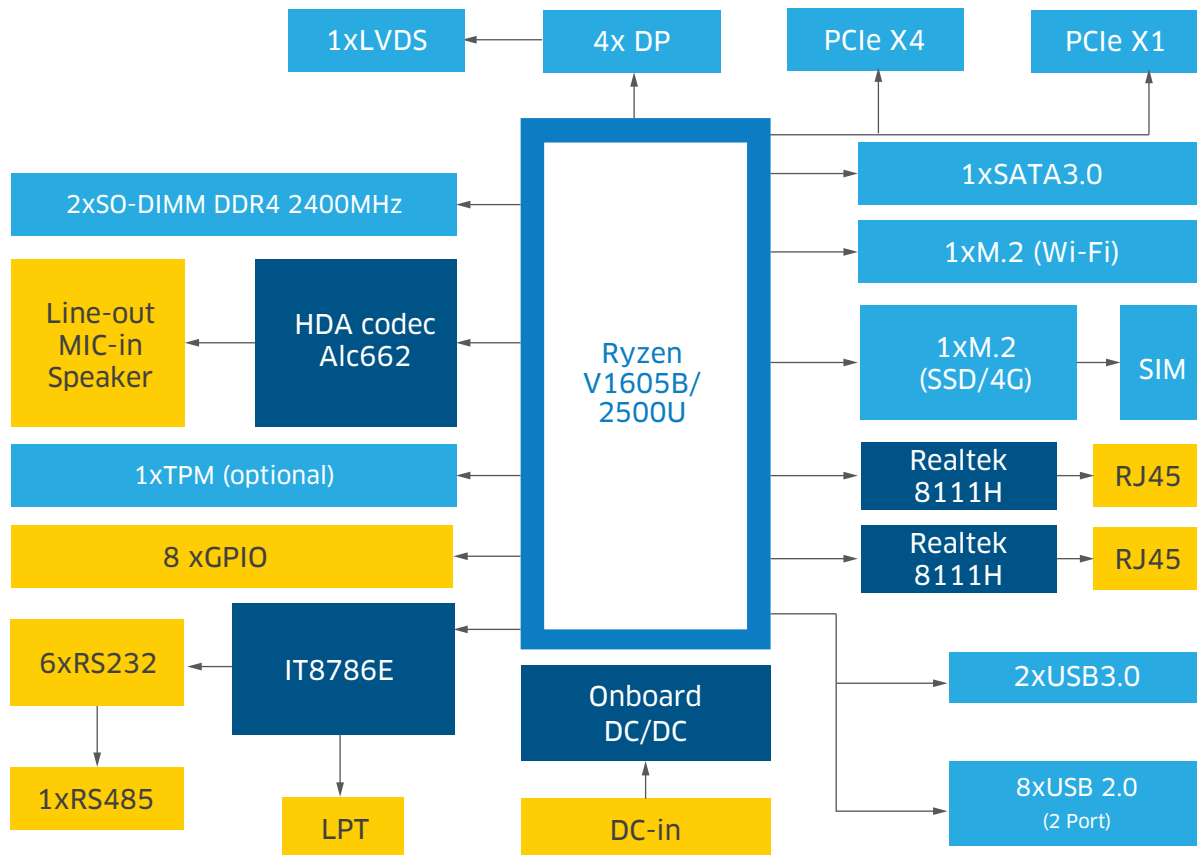 1xLVDS
4x DP
PCIe X4
PCIe X1
2xSO-DIMM DDR4 2400MHz
1xSATA3.0
1xM.2 (Wi-Fi)
Line-out
MIC-in
Speaker
HDA codec
Alc662
Ryzen
V1605B/
2500U
1xM.2
(SSD/4G)
SIM
1xTPM (optional)
Realtek
8111H
RJ45
8 xGPIO
Realtek
8111H
RJ45
6xRS232
IT8786E
Onboard
DC/DC
2xUSB3.0
1xRS485
LPT
DC-in
8xUSB 2.0
(2 Port)